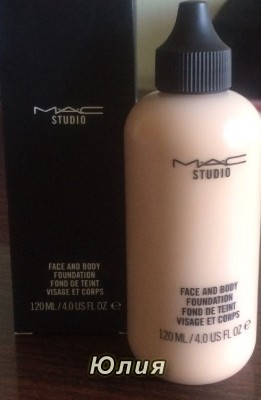 MAC
STUDIO
FACE AND BODY
FOUNDATION
FOND DE TEINT
VISAGE ET CORPS
120 ML / 4.0 US FL OZ ℮
MAC
STUDIO
FACE AND BODY
FOUNDATION
FOND DE TEINT
VISAGE ET CORPS
120 ML / 4.0 US FL OZ ℮
Юлия